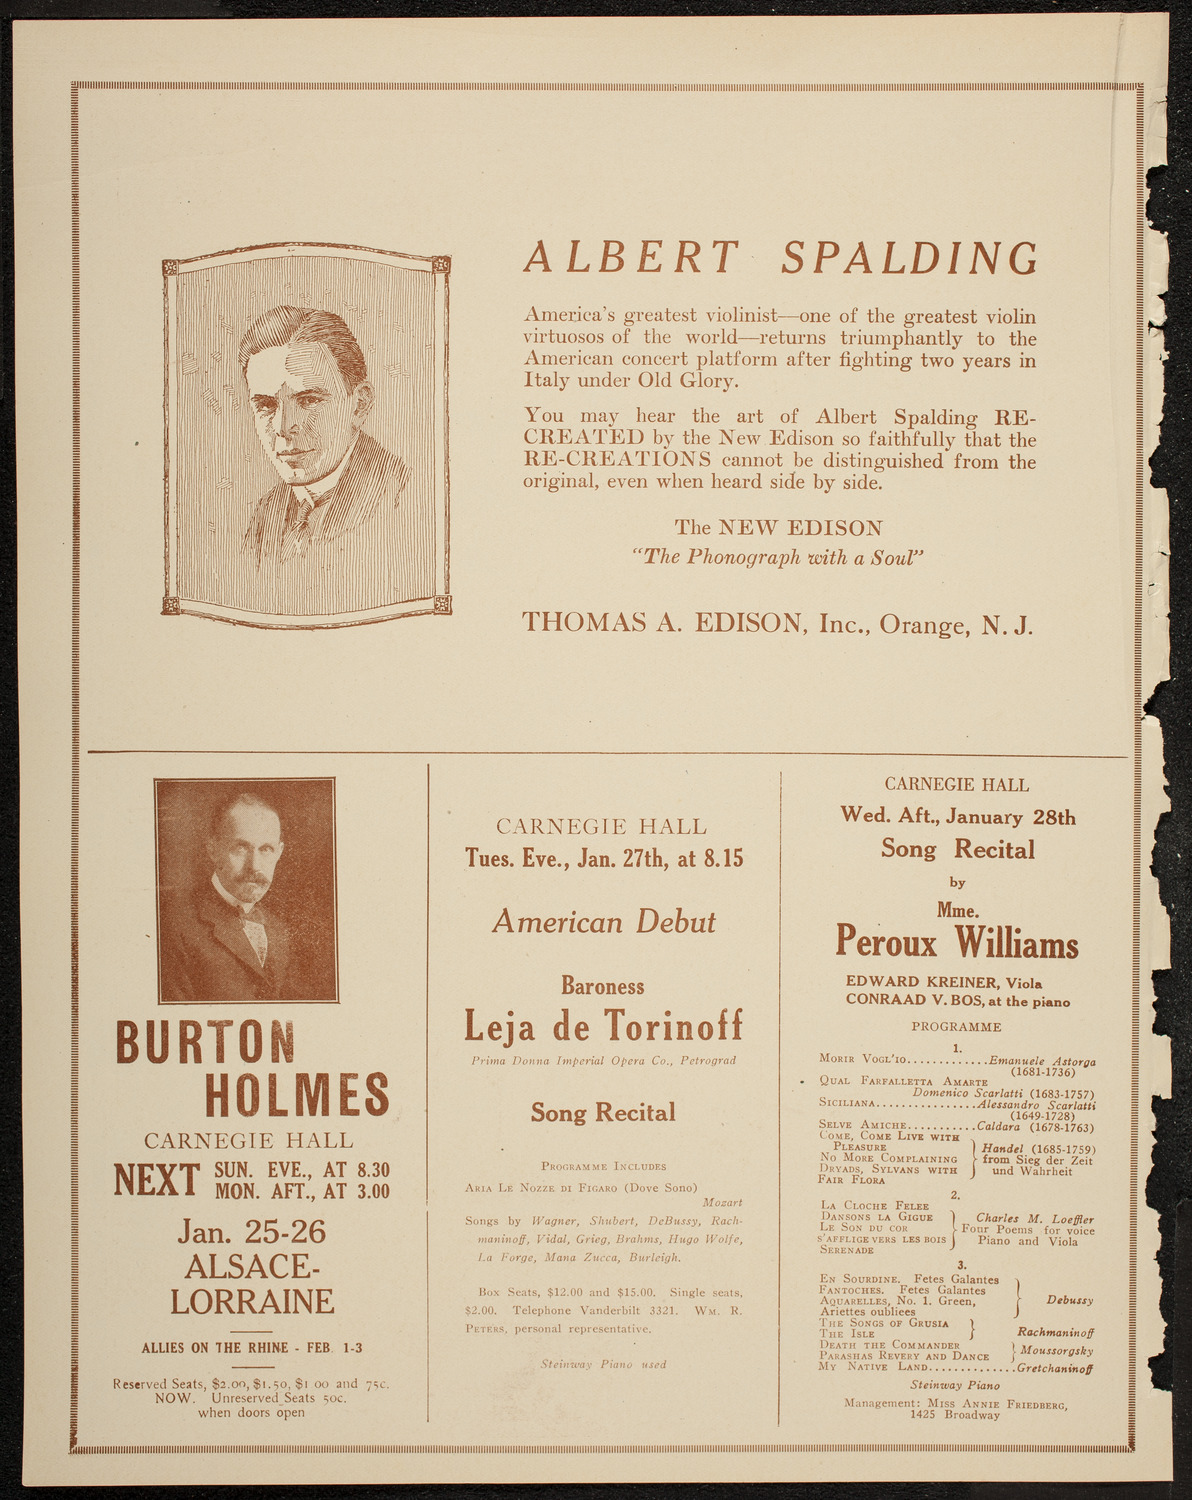 ALBERT SPALDING
America's greatest violinist—one of the greatest violin
virtuosos of the world—returns triumphantly to the
American concert platform after fighting two years in
Italy under Old Glory.
You may hear the art of Albert Spalding RE-
CREATED by the New Edison so faithfully that the
RE-CREATIONS cannot be distinguished from the
original, even when heard side by side.
The NEW EDISON
"The Phonograph with a Soul"
THOMAS A. EDISON, Inc., Orange, N. J.
BURTON
HOLMES
CARNEGIE HALL
NEXT SUN. EVE., AT 8.30
MON. AFT., AT 3.00
Jan. 25-26
ALSACE-
LORRAINE
ALLIES ON THE RHINE - FEB. 1-3
Reserved Seats, $2.00, $1.50, $1 00 and 75c.
NOW. Unreserved Seats 50c.
when doors open
CARNEGIE HALL
Tues. Eve., Jan. 27th, at 8.15
American Debut
Baroness
Leja de Torinoff
Prima Donna Imperial Opera Co., Petrograd
Song Recital
PROGRAMME INCLUDES
ARIA LE NOZZE DI FIGARO (Dove Sono)
Mozart
Songs by Wagner, Shubert, DeBussy, Rach-
maninoff, Vidal, Grieg, Brahms, Hugo Wolfe,
La Forge, Mana Zucca, Burleigh.
Box Seats, $12.00 and $15.00. Single seats,
$2.00. Telephone Vanderbilt 3321. WM. R.
PETERS, personal representative.
Steinway Piano used
CARNEGIE HALL
Wed. Aft., January 28th
Song Recital
by
Mme.
Peroux Williams
EDWARD KREINER, Viola
CONRAAD V. BOS, at the piano
PROGRAMME
1.
MORIR VOGL'IO.............Emanuele Astorga
(1681-1736)
QUAL FARFALLETTA AMARTE
Domenico Scarlatti (1683-1757)
SICILIANA................Alessandro Scarlatti
(1649-1728)
SELVE AMICHE...........Caldara (1678-1763)
COME, COME LIVE WITH
PLEASURE Handel (1685-1759)
NO MORE COMPLAINING from Sieg der Zeit
DRYADS, SYLVANS WITH und Wahrheit
FAIR FLORA
2.
LA CLOCHE FELEE
DANSONS LA GIGUE Charles M. Loeffler
LE SON DU COR Four Poems for voice
S'AFFLIGE VERS LES BOIS Piano and Viola
SERENADE
3.
EN SOURDINE. Fetes Galantes
FANTOCHES. Fetes Galantes
AQUARELLES, NO. 1. Green, Debussy
Ariettes oubliees
THE SONGS OF GRUSIA
THE ISLE Rachmaninoff
DEATH THE COMMANDER Moussorgsky
PARASHAS REVERY AND DANCE
MY NATIVE LAND..............Gretchaninoff
Steinway Piano
Management: MISS ANNIE FRIEDBERG,
1425 Broadway